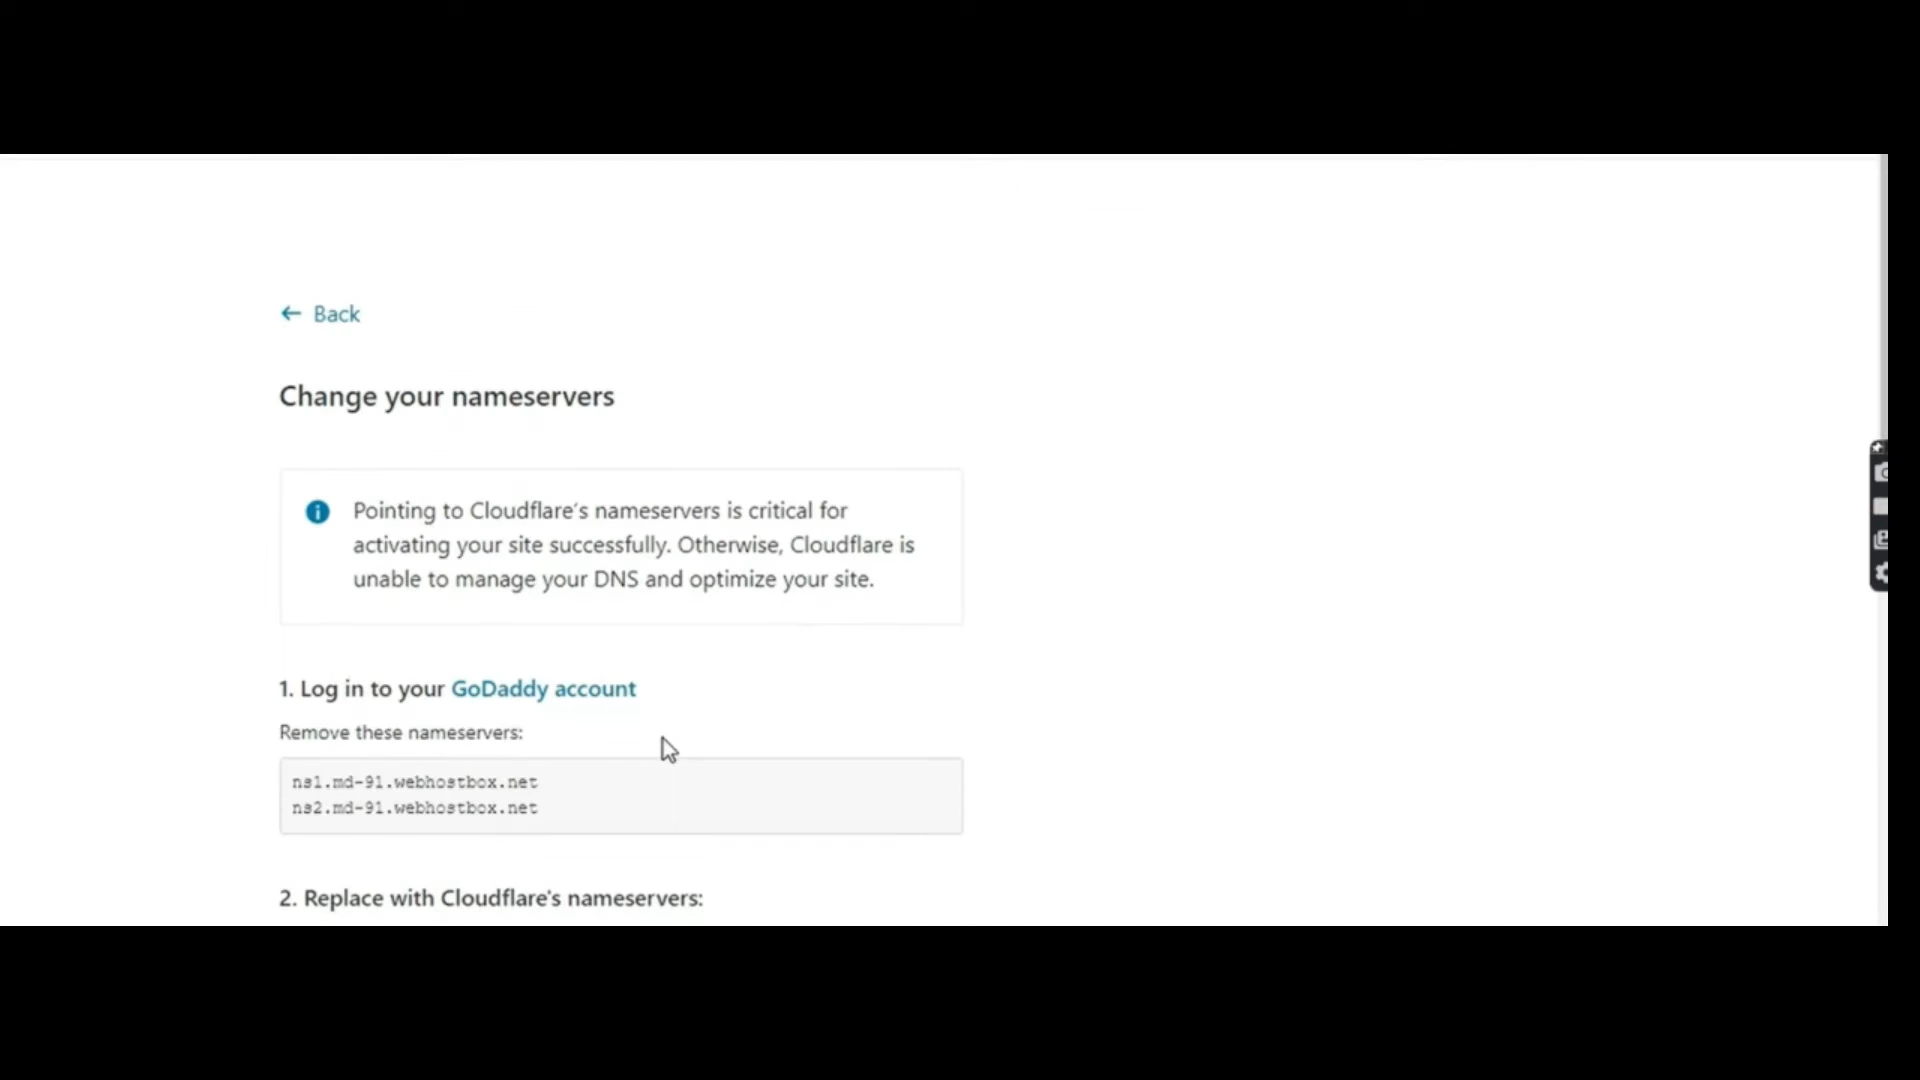 ← Back
Change your nameservers
Pointing to Cloudflare's nameservers is critical for
activating your site successfully. Otherwise, Cloudflare is
unable to manage your DNS and optimize your site.
1. Log in to your GoDaddy account
Remove these nameservers:
ns1.md-91.webhostbox.net
ns2.md-91.webhostbox.net
2. Replace with Cloudflare's nameservers: